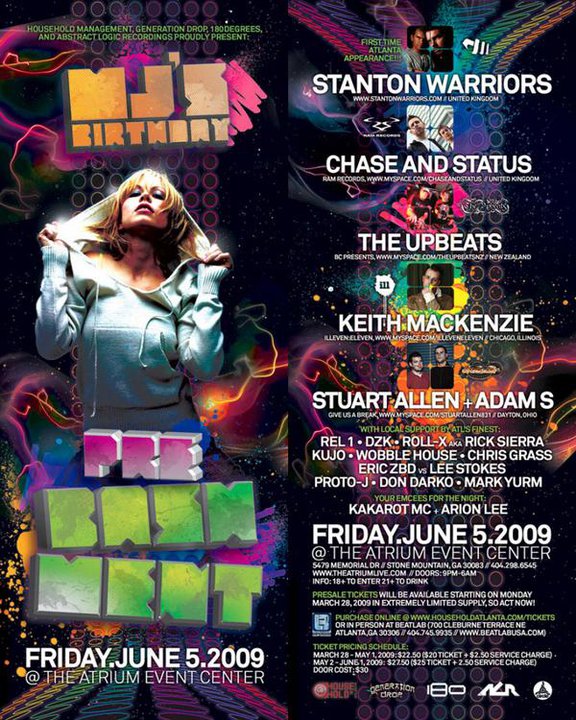 HOUSEHOLD MANAGEMENT, GENERATION DROP, 180DEGREES,
AND ABSTRACT LOGIC RECORDINGS PROUDLY PRESENT:
MJ'S
BIRTHDAY
PRE
BASS
MENT
FRIDAY.JUNE 5.2009
@ THE ATRIUM EVENT CENTER
FIRST TIME
ATLANTA
APPEARANCE!!!
STANTON WARRIORS
WWW.STANTONWARRIORS.COM // UNITED KINGDOM
RAM RECORDS
CHASE AND STATUS
RAM RECORDS, WWW.MYSPACE.COM/CHASEANDSTATUS // UNITED KINGDOM
THE UPBEATS
BC PRESENTS, WWW.MYSPACE.COM/THEUPBEATSNZ // NEW ZEALAND
ill
KEITH MACKENZIE
ILLEVEN:ELEVEN, WWW.MYSPACE.COM/ILLEVENELEVEN // CHICAGO, ILLINOIS
STUART ALLEN + ADAM S
GIVE US A BREAK, WWW.MYSPACE.COM/STUARTALLEN831 // DAYTON, OHIO
WITH LOCAL SUPPORT BY ATL'S FINEST:
REL 1 • DZK • ROLL-X AKA RICK SIERRA
KUJO • WOBBLE HOUSE • CHRIS GRASS
ERIC ZBD VS LEE STOKES
PROTO-J • DON DARKO • MARK YURM
YOUR EMCEES FOR THE NIGHT:
KAKAROT MC + ARION LEE
FRIDAY.JUNE 5.2009
@ THE ATRIUM EVENT CENTER
5479 MEMORIAL DR // STONE MOUNTAIN, GA 30083 // 404.298.6545
WWW.THEATRIUMLIVE.COM // DOORS: 9PM-6AM
INFO: 18+ TO ENTER 21+ TO DRINK
PRESALE TICKETS WILL BE AVAILABLE STARTING ON MONDAY
MARCH 28, 2009 IN EXTREMELY LIMITED SUPPLY, SO ACT NOW!
PURCHASE ONLINE @ WWW.HOUSEHOLDATLANTA.COM/TICKETS
OR IN PERSON AT BEATLAB (700 CLEBURNE TERRACE NE
ATLANTA, GA 30306 // 404.745.9935 // WWW.BEATLABUSA.COM)
TICKET PRICING SCHEDULE:
MARCH 28 - MAY 1, 2009: $22.50 ($20 TICKET + $2.50 SERVICE CHARGE)
MAY 2 - JUNE 1, 2009: $27.50 ($25 TICKET + 2.50 SERVICE CHARGE)
DOOR COST: $30
HOUSE HOLD
GENERATION DROP
180
ALR